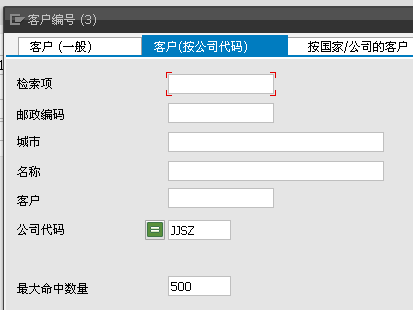 客户编号 (3)
客户 (一般) 客户(按公司代码) 按国家/公司的客户
检索项
邮政编码
城市
名称
客户
公司代码 = JJSZ
最大命中数量 500